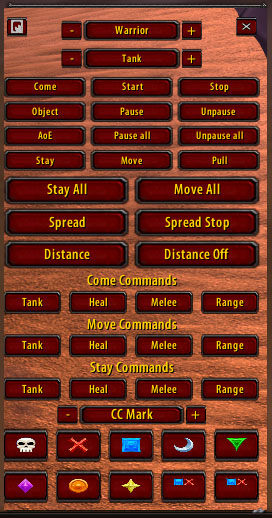 - Warrior +
- Tank +
Come Start Stop
Object Pause Unpause
AoE Pause all Unpause all
Stay Move Pull
Stay All Move All
Spread Spread Stop
Distance Distance Off
Come Commands
Tank Heal Melee Range
Move Commands
Tank Heal Melee Range
Stay Commands
Tank Heal Melee Range
- CC Mark +